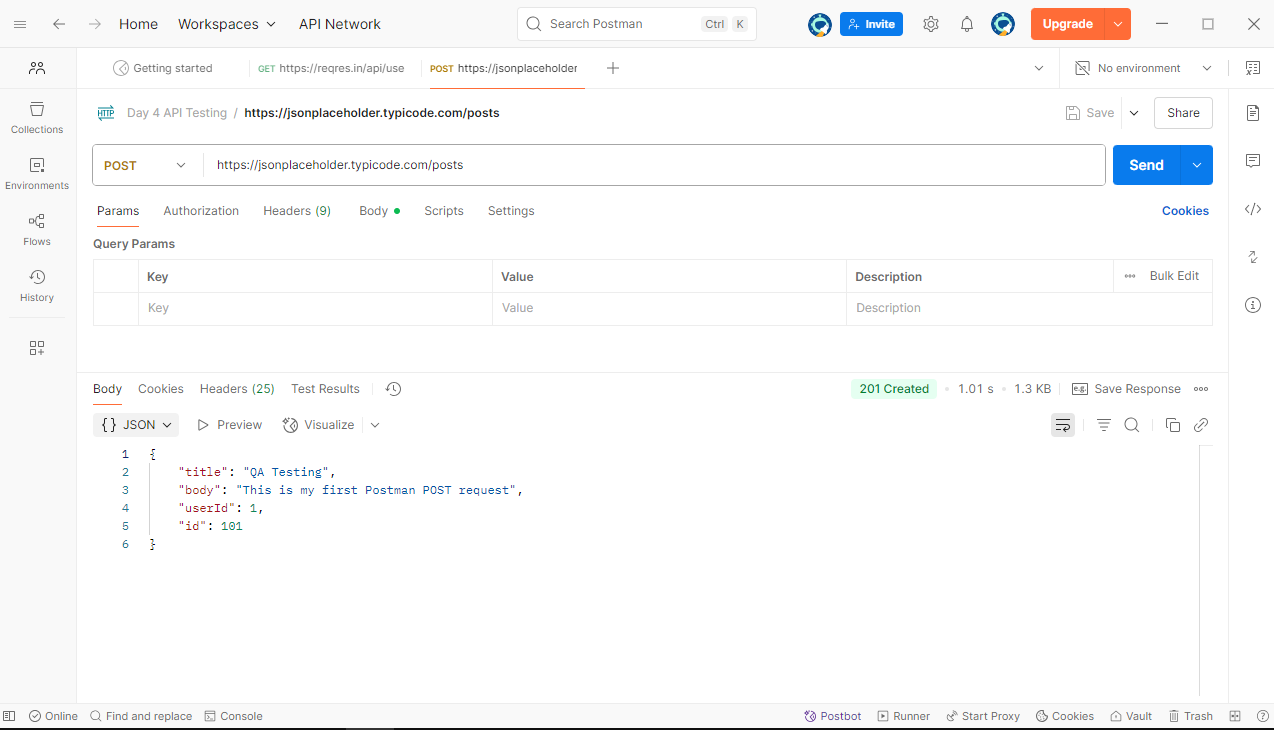 Home Workspaces API Network Search Postman Ctrl K Invite Upgrade
Getting started GET https://reqres.in/api/use POST https://jsonplaceholder No environment
HTTP Day 4 API Testing / https://jsonplaceholder.typicode.com/posts Save Share
POST https://jsonplaceholder.typicode.com/posts Send
Collections
Environments
Flows
History
Params Authorization Headers (9) Body Scripts Settings Cookies
Query Params
Key Value Description Bulk Edit
Key Value Description
Body Cookies Headers (25) Test Results 201 Created 1.01 s 1.3 KB e.g. Save Response
{} JSON Preview Visualize
1 {
2 "title": "QA Testing",
3 "body": "This is my first Postman POST request",
4 "userId": 1,
5 "id": 101
6 }
Online Find and replace Console Postbot Runner Start Proxy Cookies Vault Trash